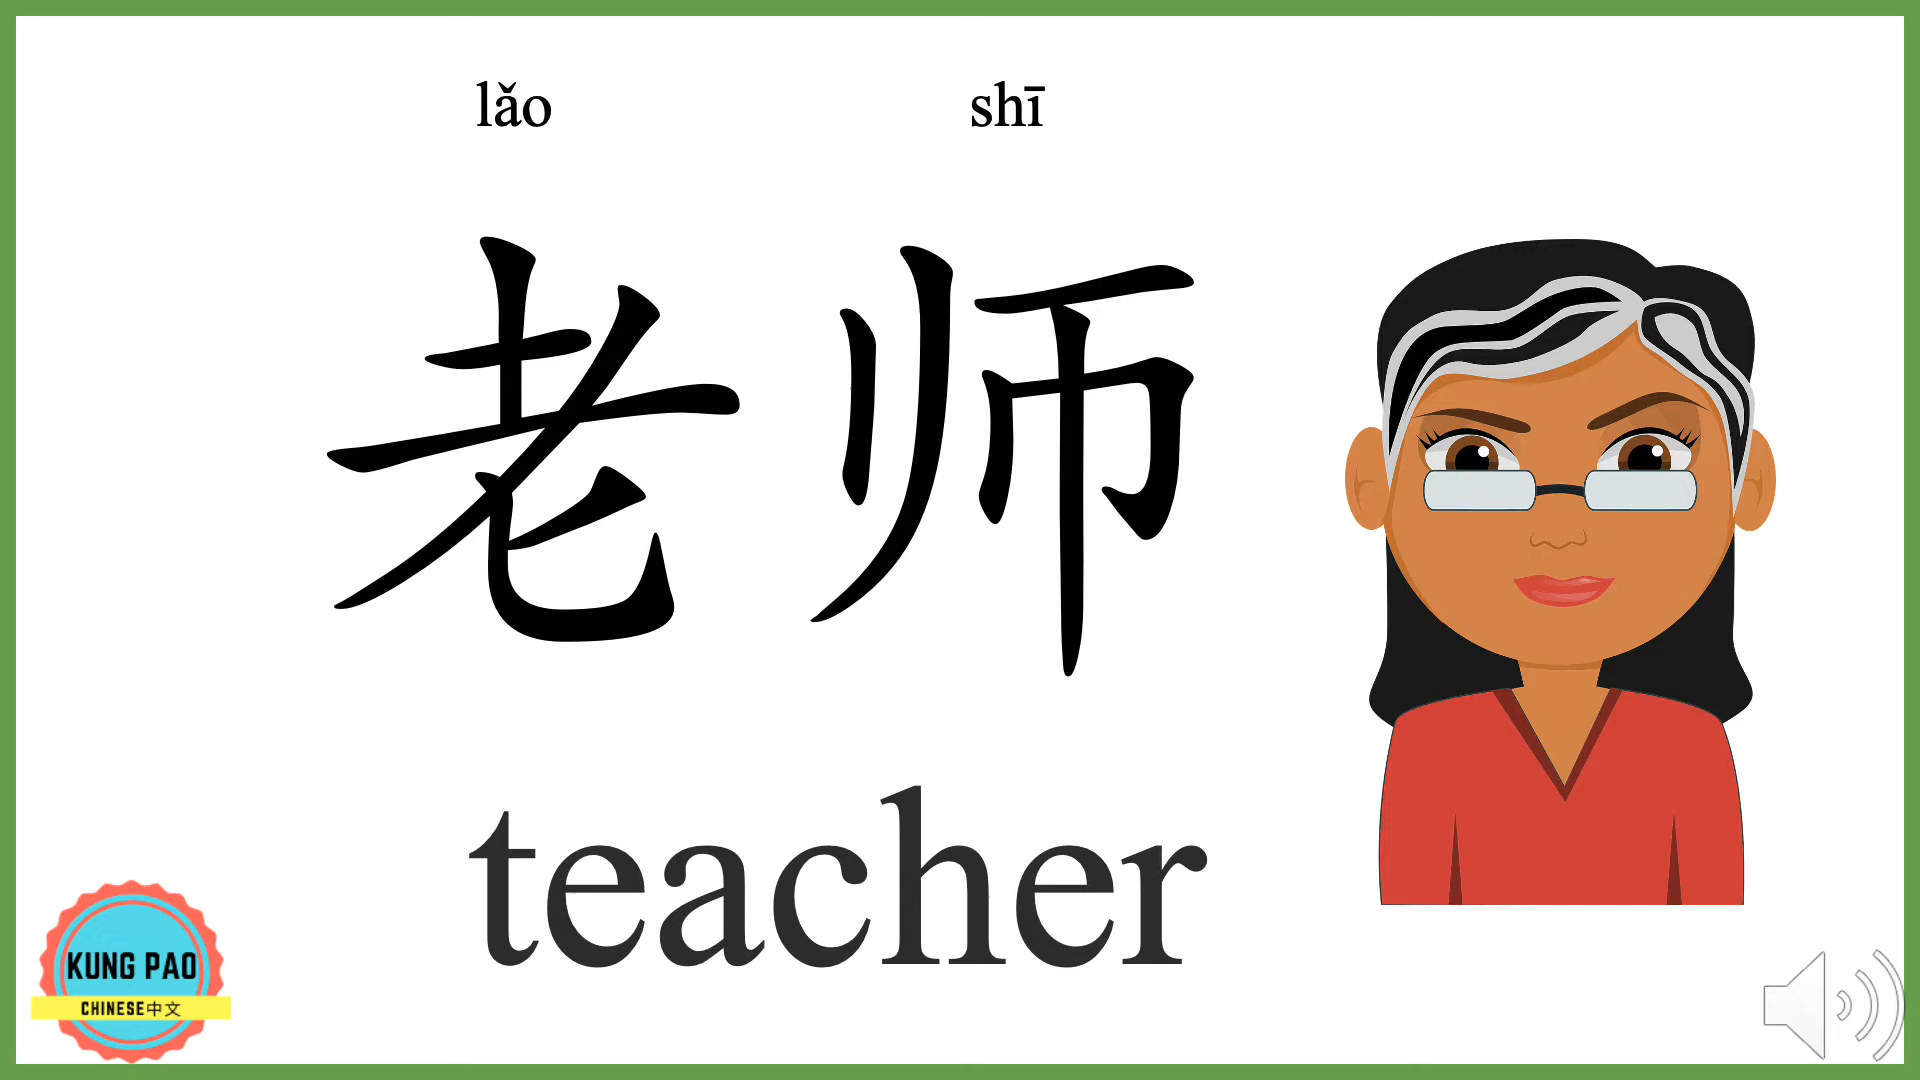 lǎo shī
老师
teacher
KUNG PAO
CHINESE中文